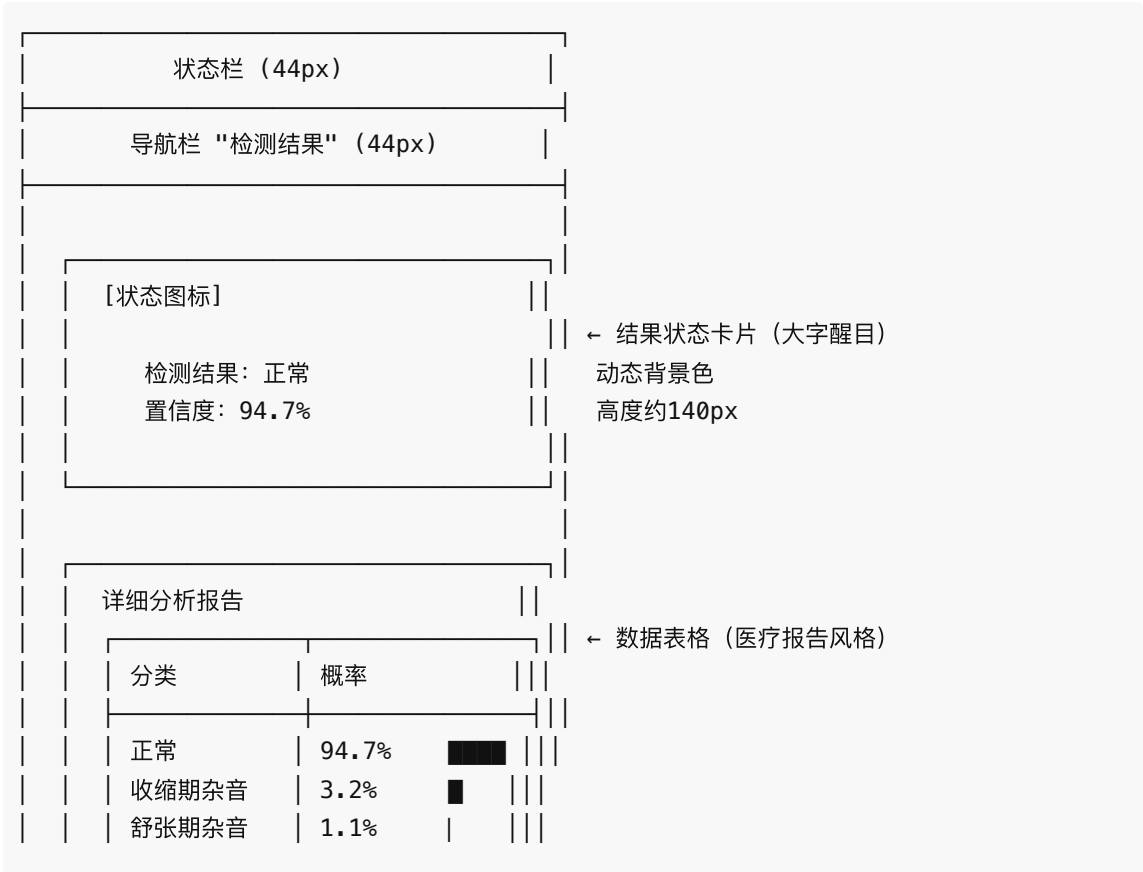 状态栏 (44px)
导航栏 "检测结果" (44px)
[状态图标]
← 结果状态卡片（大字醒目）
检测结果：正常 动态背景色
置信度：94.7% 高度约140px
详细分析报告
← 数据表格（医疗报告风格）
分类 概率
正常 94.7%
收缩期杂音 3.2%
舒张期杂音 1.1%